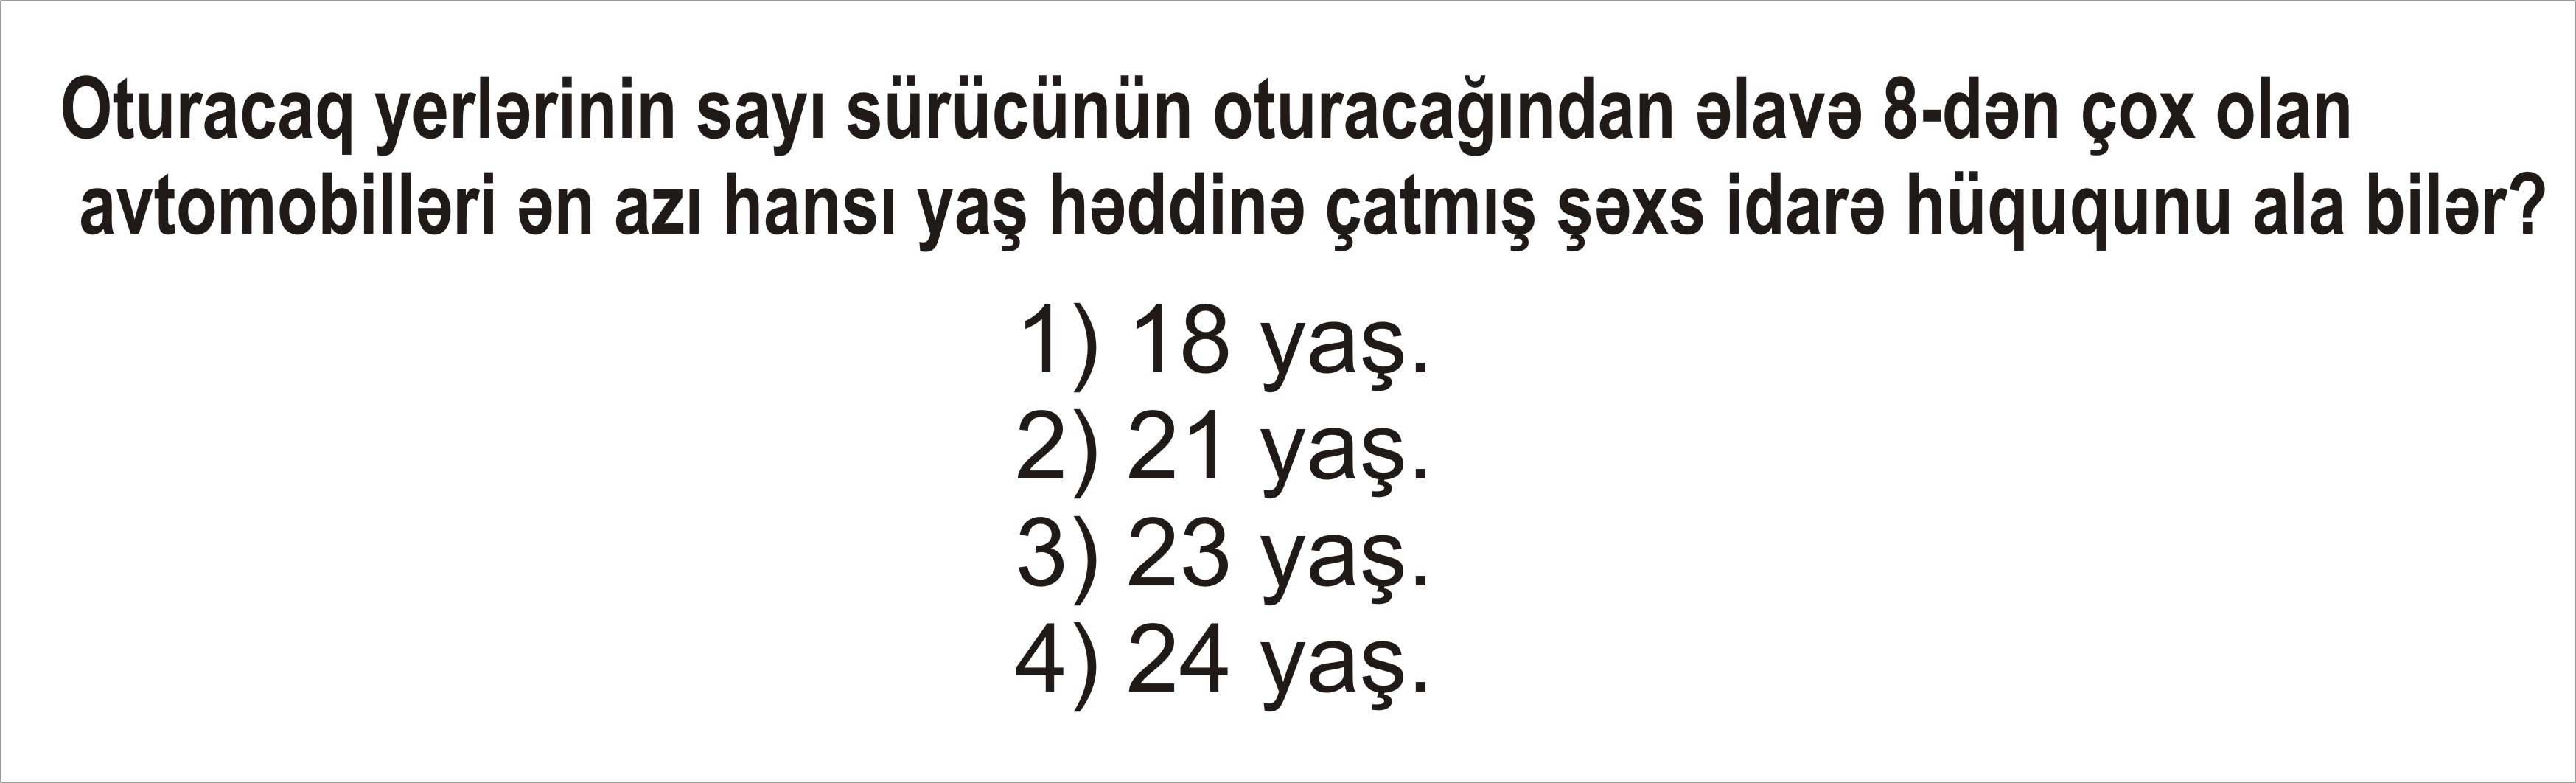 Oturacaq yerlərinin sayı sürücünün oturacağından əlavə 8-dən çox olan
avtomobilləri ən azı hansı yaş həddinə çatmış şəxs idarə hüququnu ala bilər?
1) 18 yaş.
2) 21 yaş.
3) 23 yaş.
4) 24 yaş.